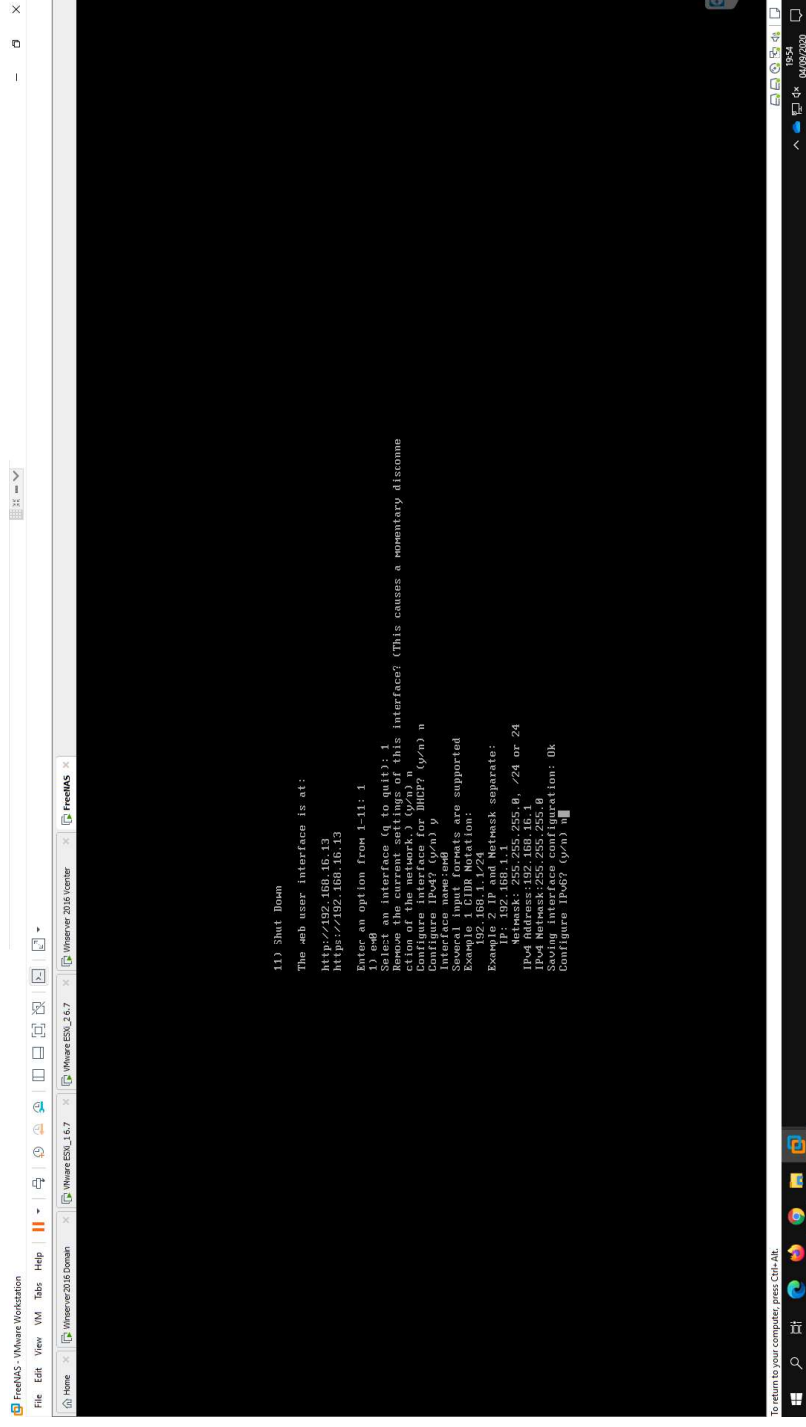 FreeNAS - VMware Workstation
File Edit View VM Tabs Help
Home
Winserver2016 Domain
VMware ESXi_1 6.7
VMware ESXi_2 6.7
Winserver 2016 Vcenter
FreeNAS
11) Shut Down
The web user interface is at:
http://192.168.16.13
https://192.168.16.13
Enter an option from 1-11: 1
1) em0
Select an interface (q to quit): 1
Remove the current settings of this interface? (This causes a momentary disconne
ction of the network.) (y/n) n
Configure interface for DHCP? (y/n) n
Configure IPv4? (y/n) y
Interface name:em0
Several input formats are supported
Example 1 CIDR Notation:
192.168.1.1/24
Example 2 IP and Netmask separate:
IP: 192.168.1.1
Netmask: 255.255.255.0, /24 or 24
IPv4 Address:192.168.16.1
IPv4 Netmask:255.255.255.0
Saving interface configuration: Ok
Configure IPv6? (y/n) n
To return to your computer, press Ctrl+Alt.
19:54
04/09/2020